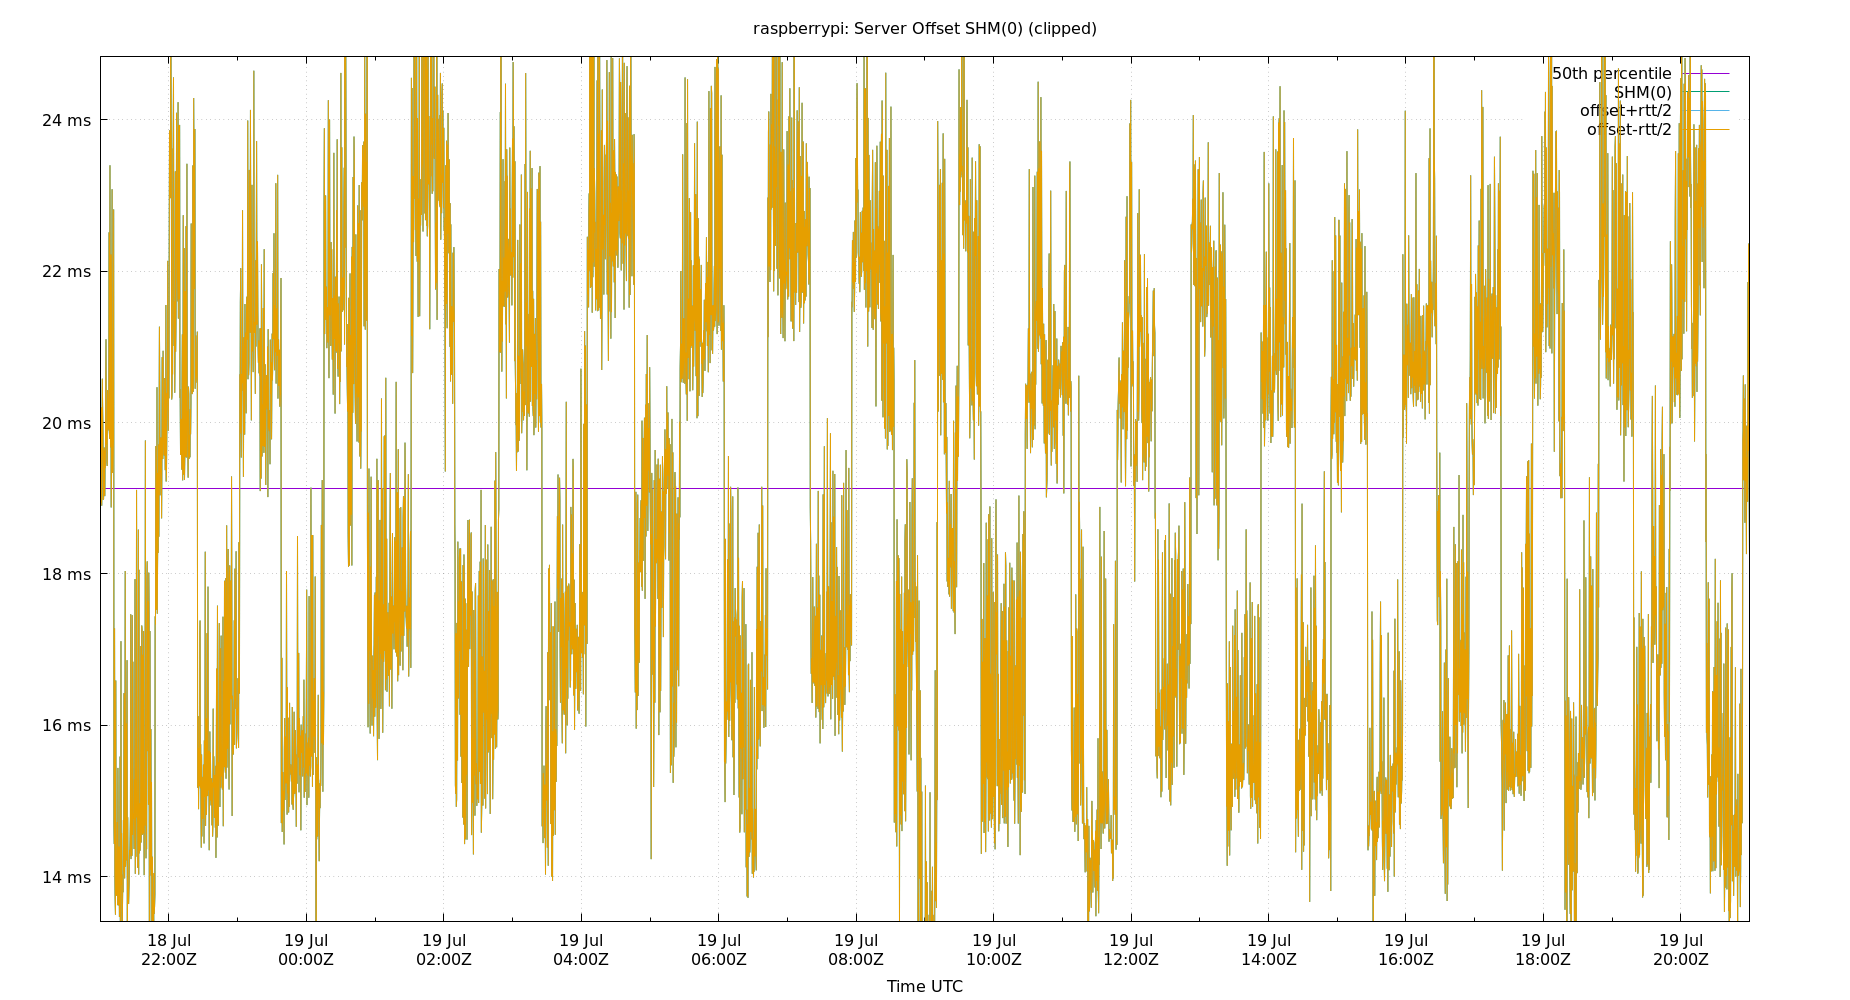 raspberrypi: Server Offset SHM(0) (clipped)
50th percentile
SHM(0)
offset+rtt/2
offset-rtt/2
24 ms
22 ms
20 ms
18 ms
16 ms
14 ms
18 Jul 19 Jul 19 Jul 19 Jul 19 Jul 19 Jul 19 Jul 19 Jul 19 Jul 19 Jul 19 Jul 19 Jul
22:00Z 00:00Z 02:00Z 04:00Z 06:00Z 08:00Z 10:00Z 12:00Z 14:00Z 16:00Z 18:00Z 20:00Z
Time UTC